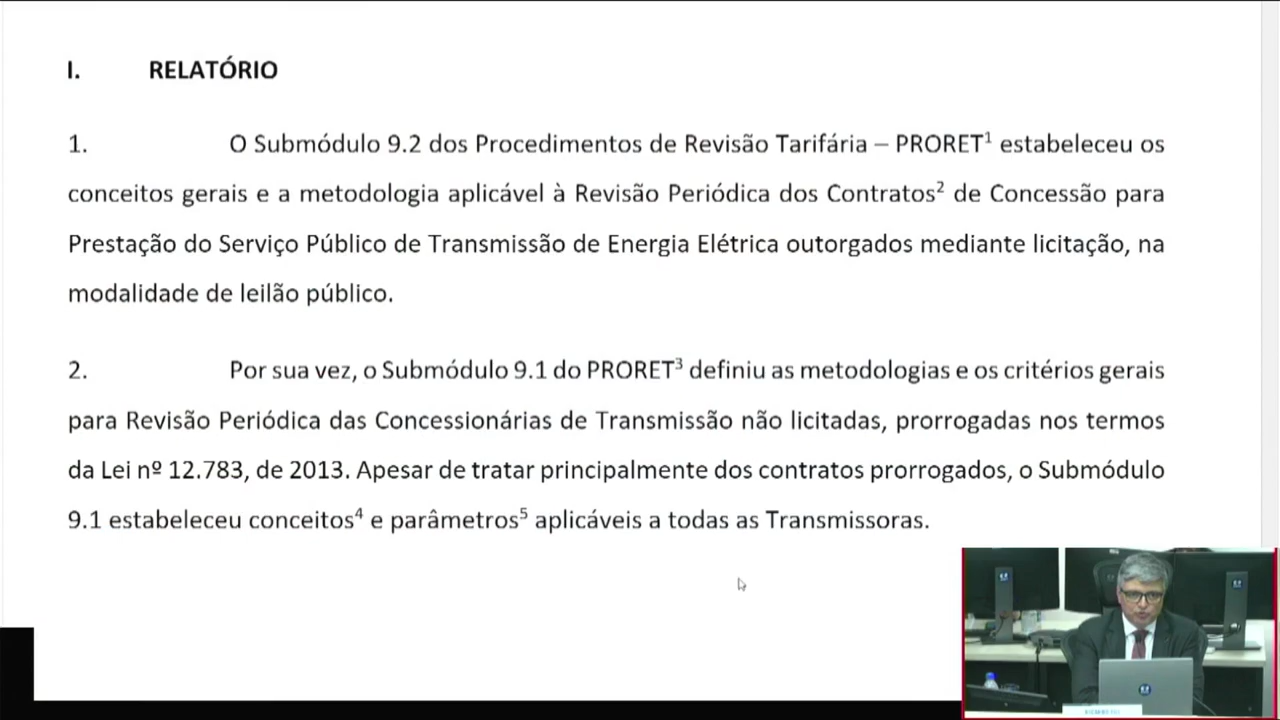 I. RELATÓRIO
1. O Submódulo 9.2 dos Procedimentos de Revisão Tarifária – PRORET¹ estabeleceu os
conceitos gerais e a metodologia aplicável à Revisão Periódica dos Contratos² de Concessão para
Prestação do Serviço Público de Transmissão de Energia Elétrica outorgados mediante licitação, na
modalidade de leilão público.
2. Por sua vez, o Submódulo 9.1 do PRORET³ definiu as metodologias e os critérios gerais
para Revisão Periódica das Concessionárias de Transmissão não licitadas, prorrogadas nos termos
da Lei nº 12.783, de 2013. Apesar de tratar principalmente dos contratos prorrogados, o Submódulo
9.1 estabeleceu conceitos⁴ e parâmetros⁵ aplicáveis a todas as Transmissoras.